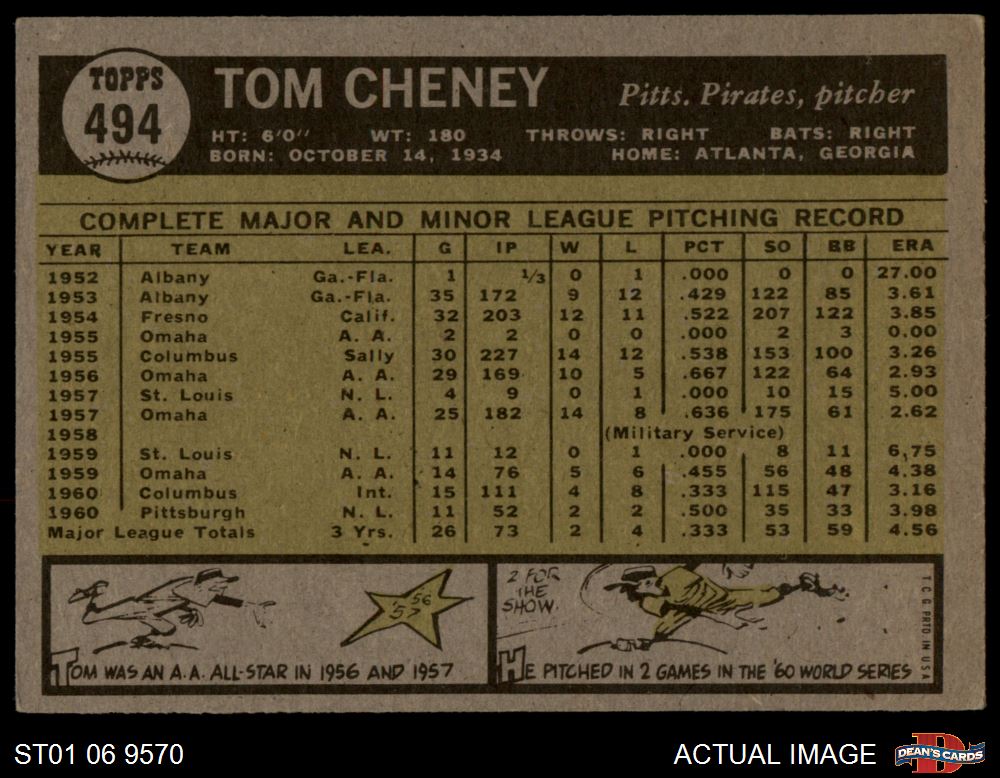 TOPPS
494
TOM CHENEY
Pitts. Pirates, pitcher
HT: 6'0" WT: 180 THROWS: RIGHT BATS: RIGHT
BORN: OCTOBER 14, 1934 HOME: ATLANTA, GEORGIA
COMPLETE MAJOR AND MINOR LEAGUE PITCHING RECORD
YEAR TEAM LEA. G IP W L PCT SO BB ERA
1952 Albany Ga.-Fla. 1 1/3 0 1 .000 0 0 27.00
1953 Albany Ga.-Fla. 35 172 9 12 .429 122 85 3.61
1954 Fresno Calif. 32 203 12 11 .522 207 122 3.85
1955 Omaha A. A. 2 2 0 0 .000 2 3 0.00
1955 Columbus Sally 30 227 14 12 .538 153 100 3.26
1956 Omaha A. A. 29 169 10 5 .667 122 64 2.93
1957 St. Louis N. L. 4 9 0 1 .000 10 15 5.00
1957 Omaha A. A. 25 182 14 8 .636 175 61 2.62
1958 (Military Service)
1959 St. Louis N. L. 11 12 0 1 .000 8 11 6.75
1959 Omaha A. A. 14 76 5 6 .455 56 48 4.38
1960 Columbus Int. 15 111 4 8 .333 115 47 3.16
1960 Pittsburgh N. L. 11 52 2 2 .500 35 33 3.98
Major League Totals 3 Yrs. 26 73 2 4 .333 53 59 4.56
'56
'57
TOM WAS AN A.A. ALL-STAR IN 1956 AND 1957
2 FOR
THE
SHOW.
HE PITCHED IN 2 GAMES IN THE '60 WORLD SERIES
T.C.G. PRTD IN U.S.A.
ST01 06 9570
ACTUAL IMAGE
D
DEAN'S CARDS